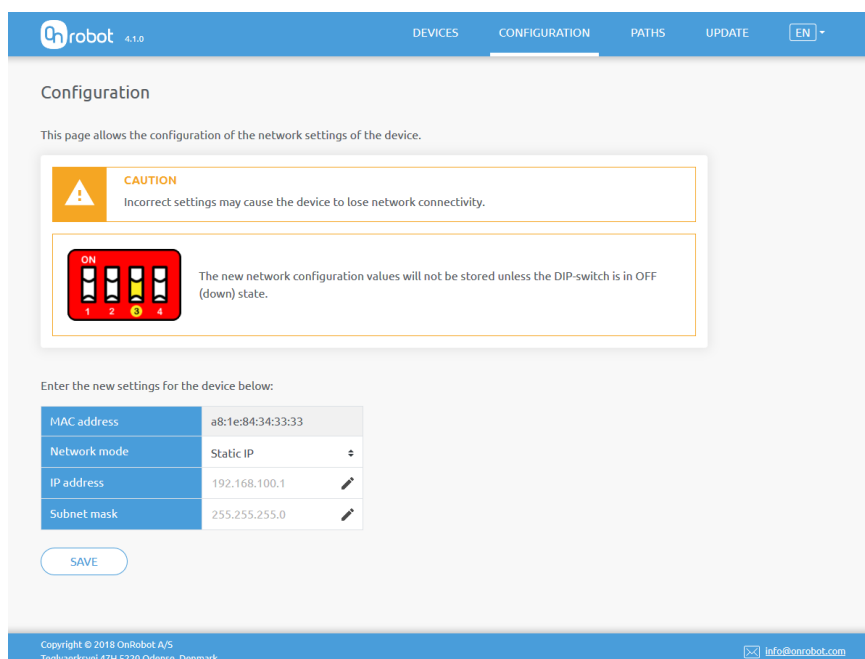 OnRobot 4.1.0
DEVICES CONFIGURATION PATHS UPDATE EN
Configuration
This page allows the configuration of the network settings of the device.
CAUTION
Incorrect settings may cause the device to lose network connectivity.
ON
1 2 3 4
The new network configuration values will not be stored unless the DIP-switch is in OFF
(down) state.
Enter the new settings for the device below:
MAC address a8:1e:84:34:33:33
Network mode Static IP
IP address 192.168.100.1
Subnet mask 255.255.255.0
SAVE
Copyright © 2018 OnRobot A/S
Teglvaerksvej 47H 5220 Odense, Denmark
info@onrobot.com